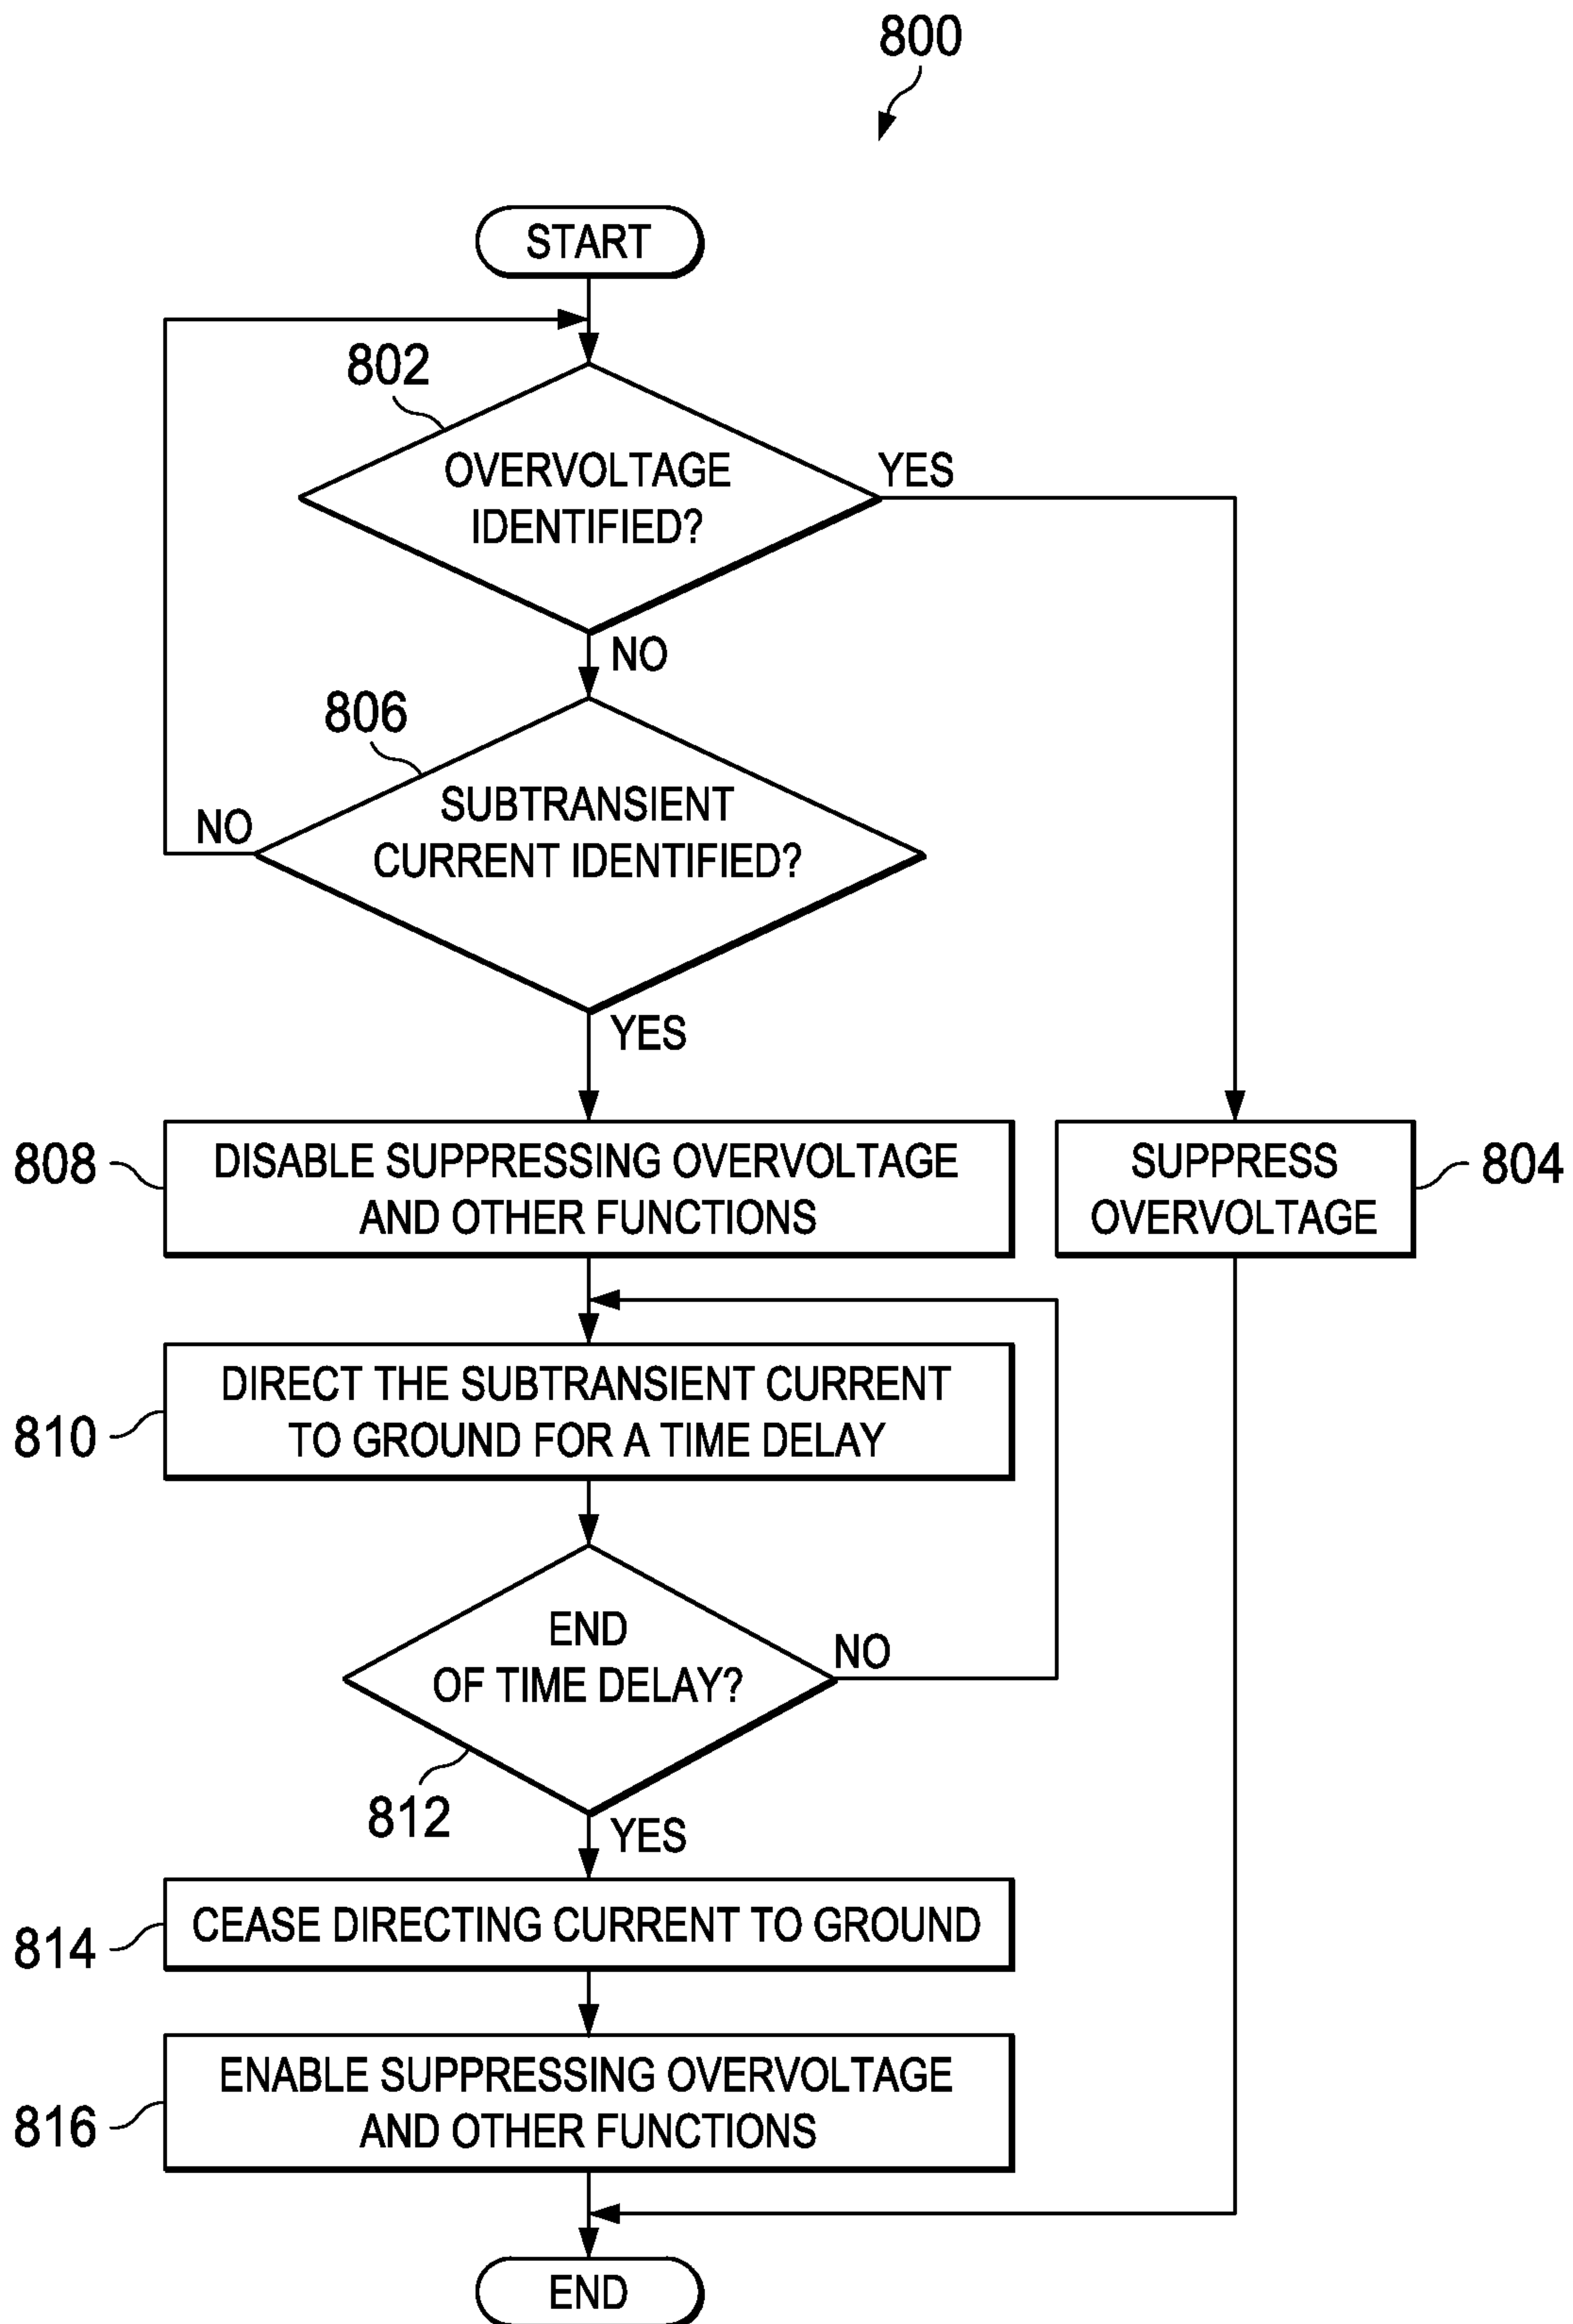 800
START
802
OVERVOLTAGE
IDENTIFIED?
YES
NO
806
SUBTRANSIENT
CURRENT IDENTIFIED?
NO
YES
808
DISABLE SUPPRESSING OVERVOLTAGE
AND OTHER FUNCTIONS
SUPPRESS
OVERVOLTAGE
804
810
DIRECT THE SUBTRANSIENT CURRENT
TO GROUND FOR A TIME DELAY
END
OF TIME DELAY?
NO
812
YES
814
CEASE DIRECTING CURRENT TO GROUND
816
ENABLE SUPPRESSING OVERVOLTAGE
AND OTHER FUNCTIONS
END